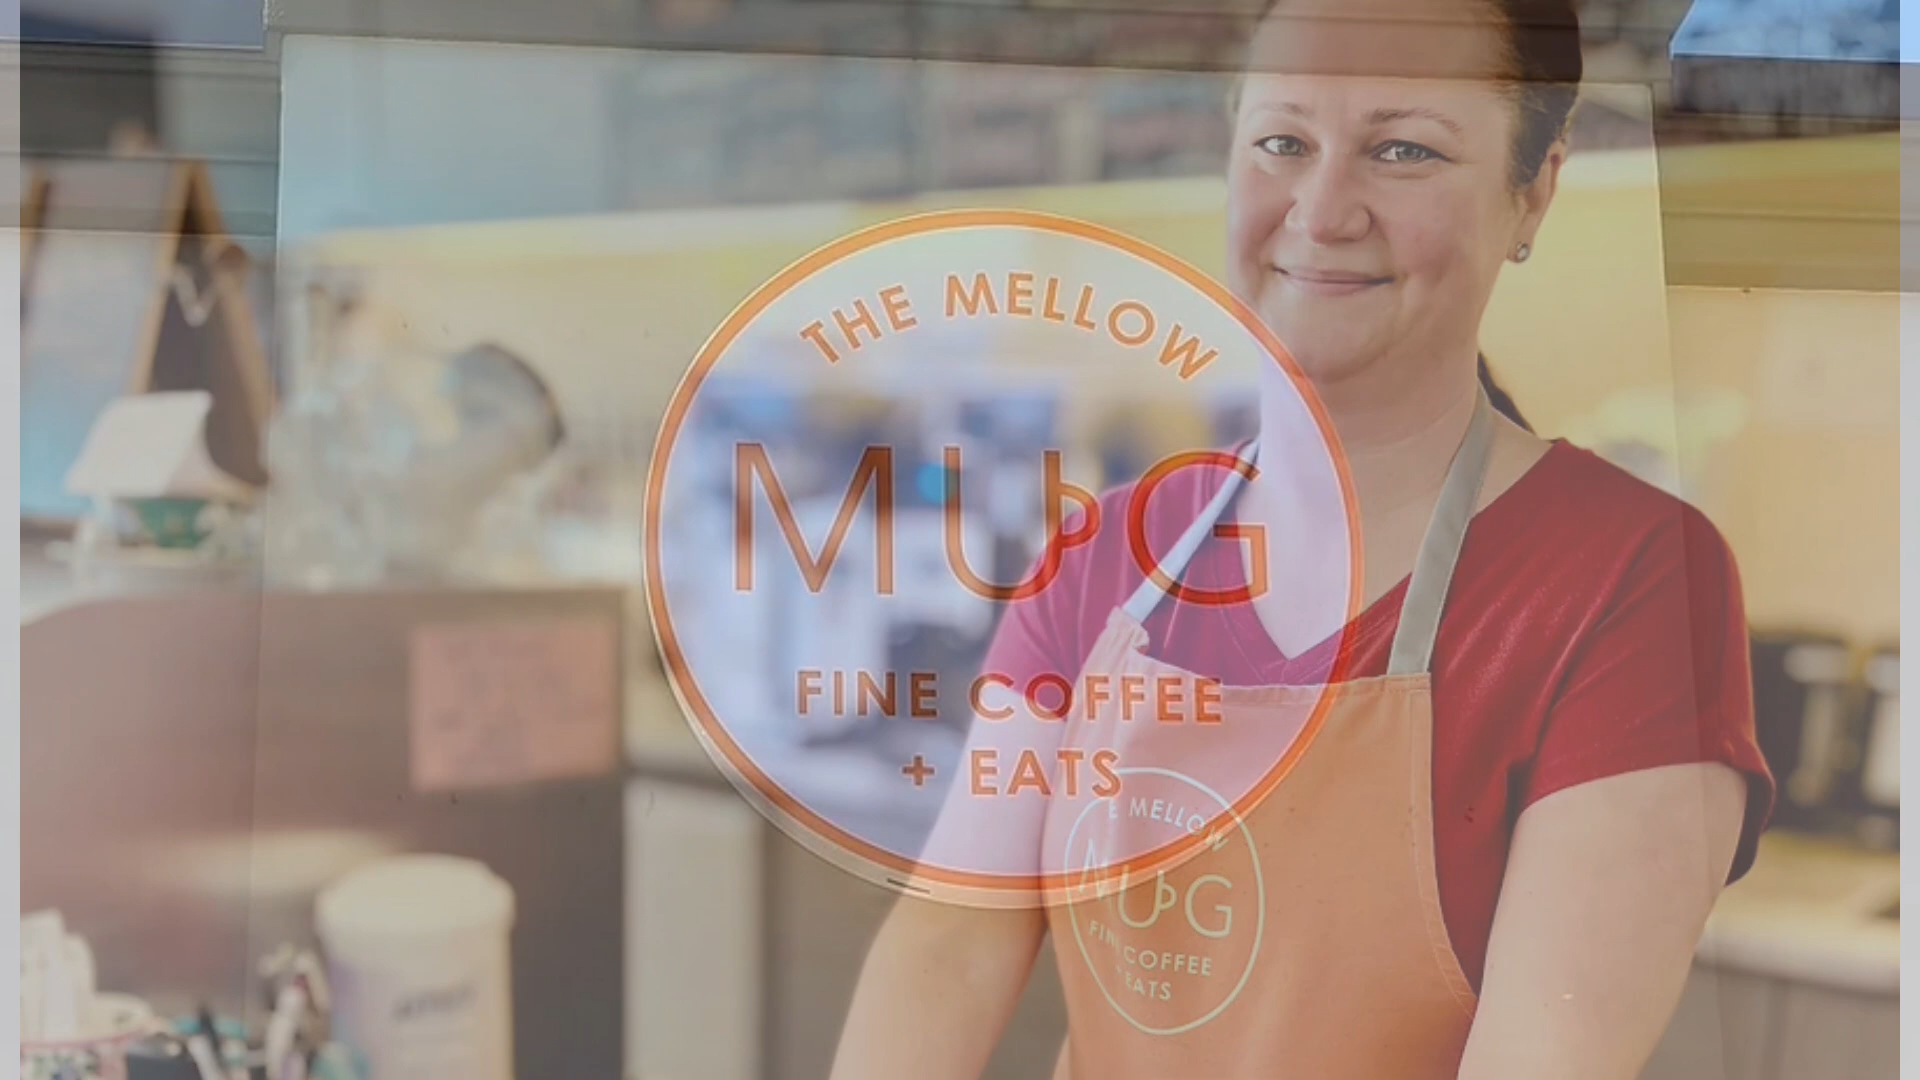 THE MELLOW
MUG
FINE COFFEE
+ EATS
E MELLOW
MUG
FINE COFFEE
+ EATS